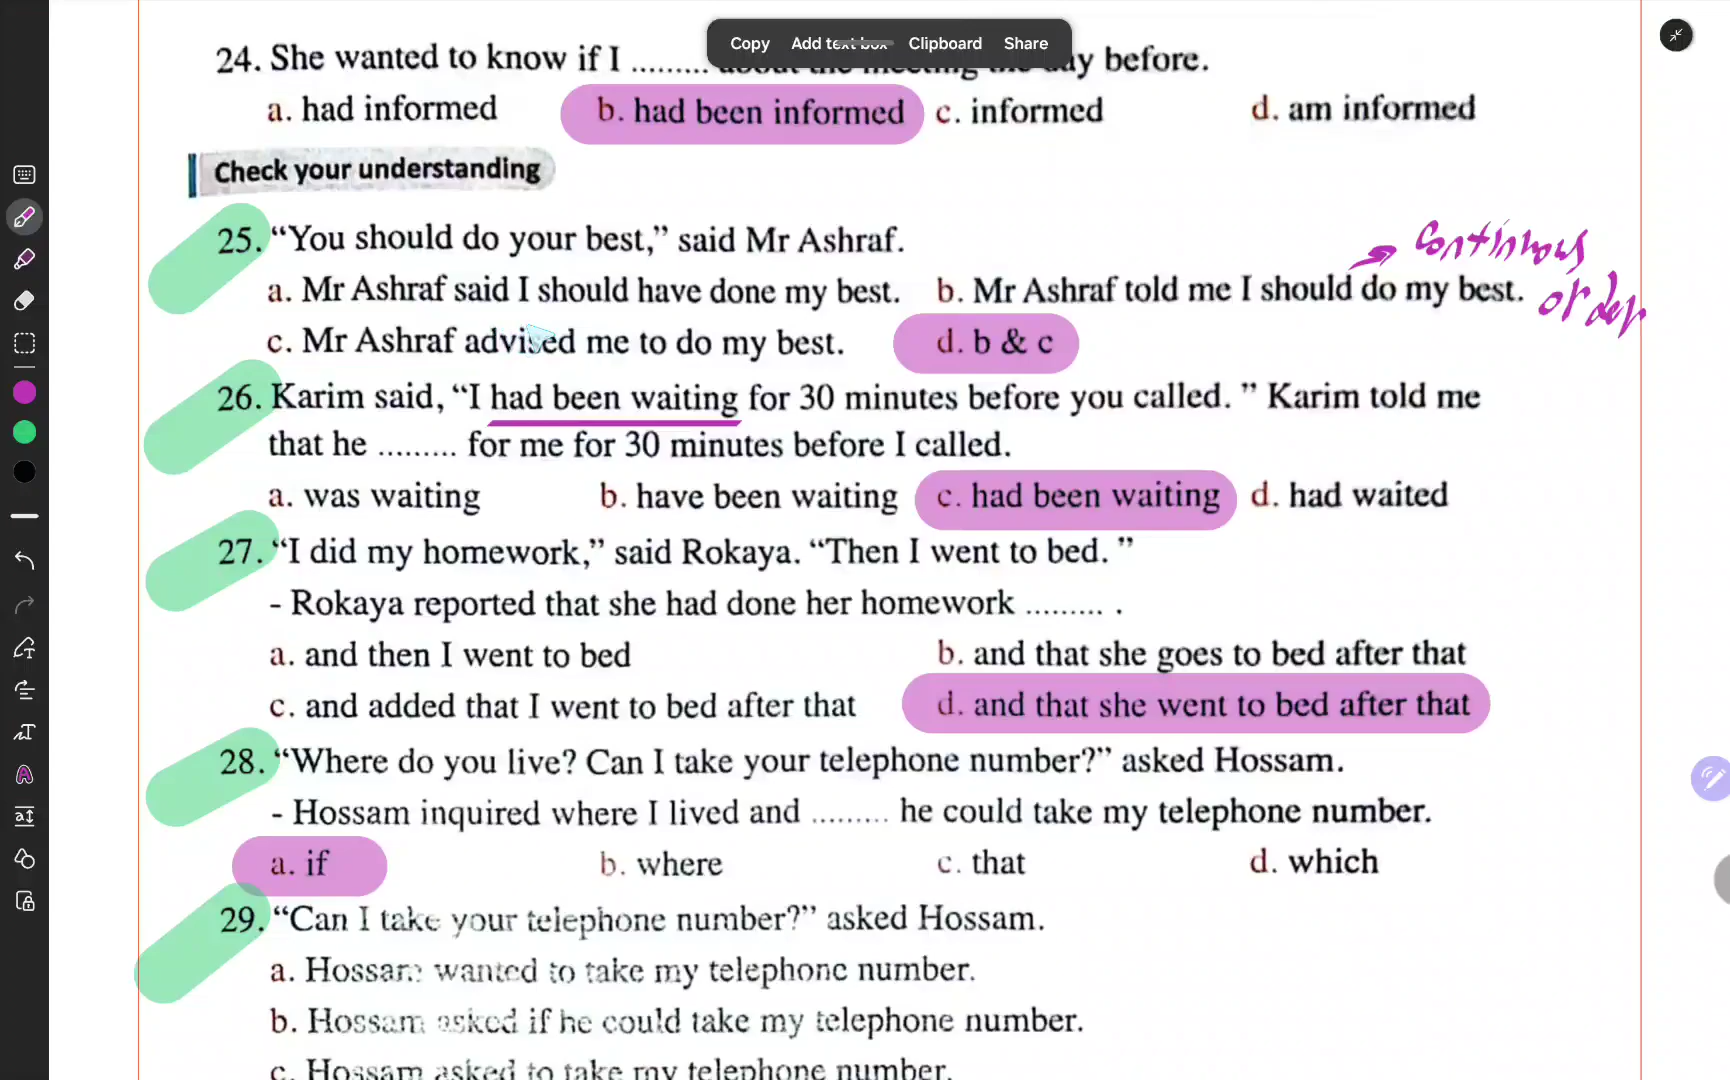 Copy Add text box Clipboard Share
24. She wanted to know if I ......... about the meeting the day before.
a. had informed b. had been informed c. informed d. am informed
Check your understanding
25. “You should do your best,” said Mr Ashraf.
continuous
a. Mr Ashraf said I should have done my best. b. Mr Ashraf told me I should do my best.
c. Mr Ashraf advised me to do my best. d. b & c
26. Karim said, “I had been waiting for 30 minutes before you called. ” Karim told me
that he ......... for me for 30 minutes before I called.
a. was waiting b. have been waiting c. had been waiting d. had waited
27. “I did my homework,” said Rokaya. “Then I went to bed. ”
- Rokaya reported that she had done her homework ......... .
a. and then I went to bed b. and that she goes to bed after that
c. and added that I went to bed after that d. and that she went to bed after that
28. “Where do you live? Can I take your telephone number?” asked Hossam.
- Hossam inquired where I lived and ......... he could take my telephone number.
a. if b. where c. that d. which
29. “Can I take your telephone number?” asked Hossam.
a. Hossam wanted to take my telephone number.
b. Hossam asked if he could take my telephone number.
c. Hossam asked to take my telephone number.